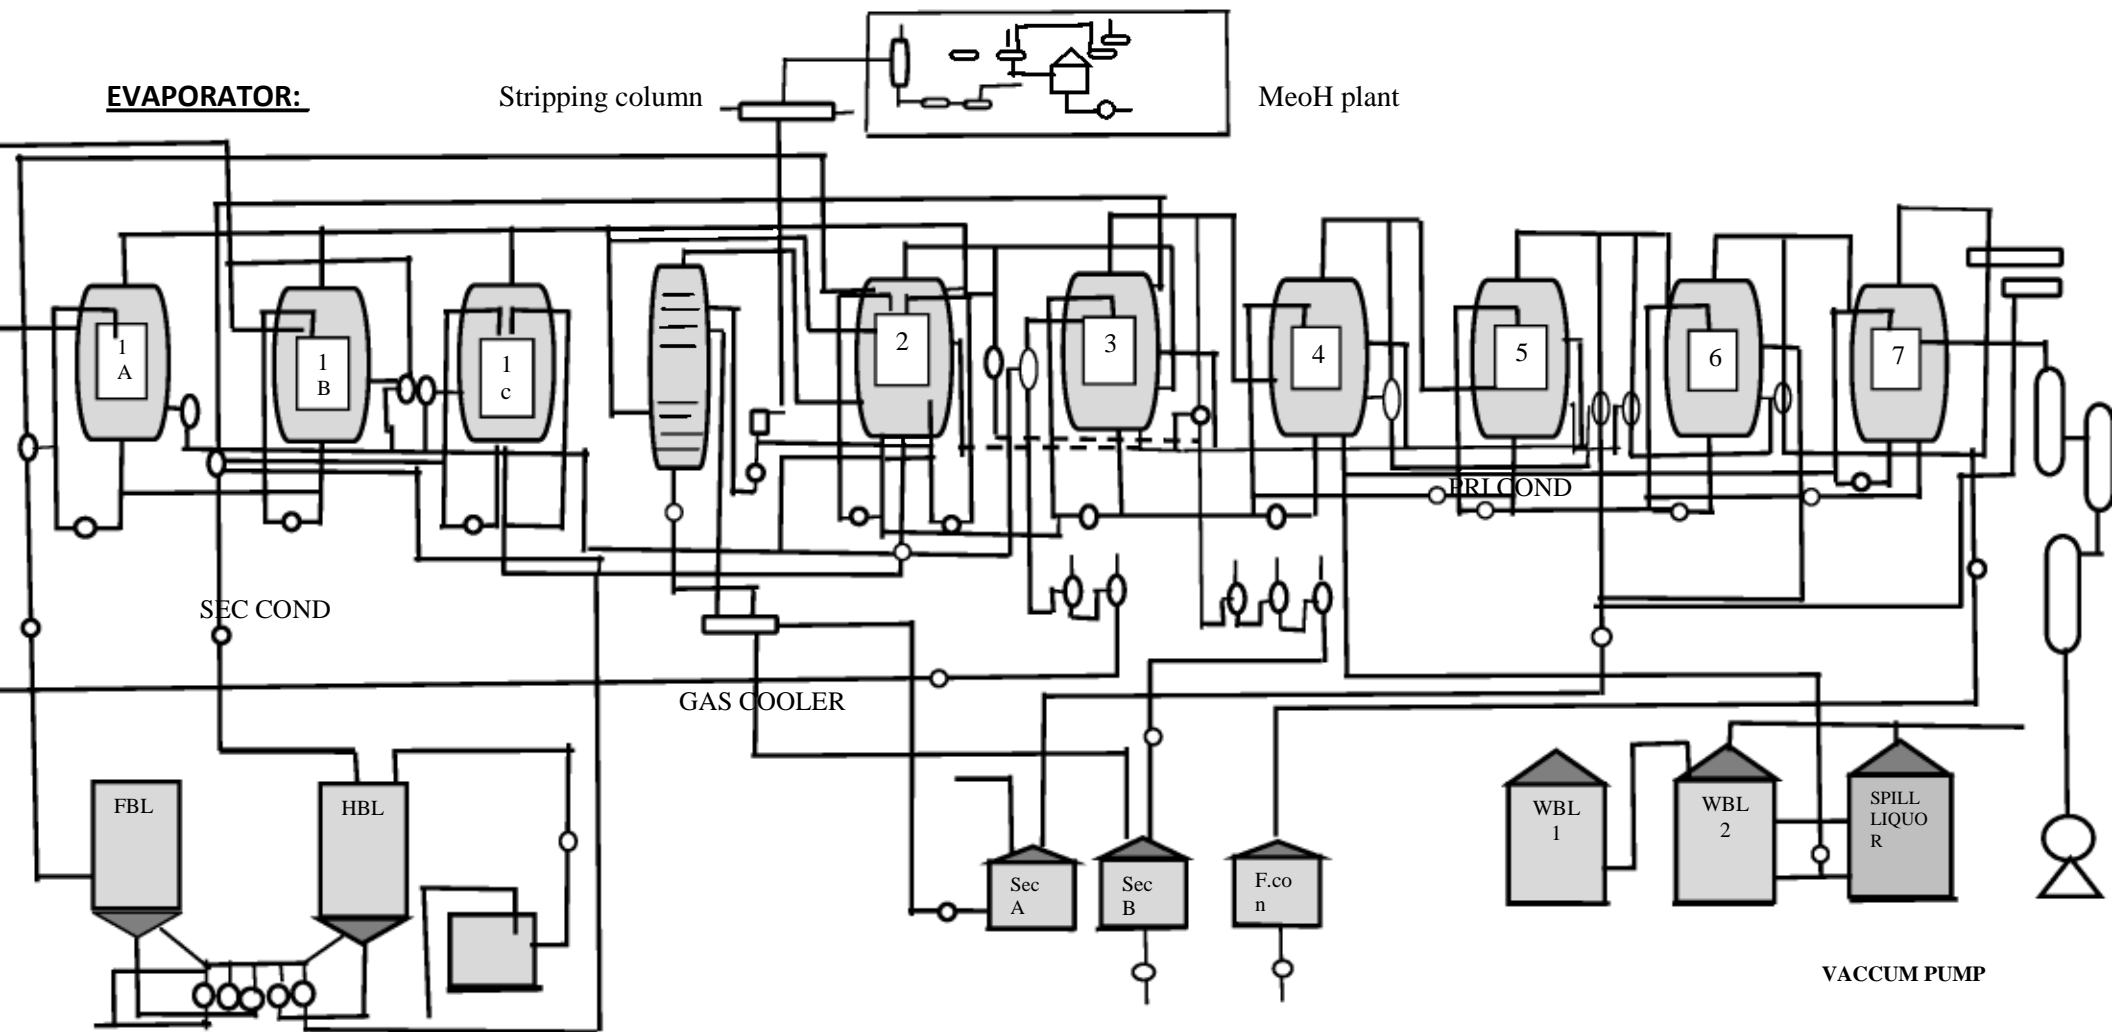 EVAPORATOR:
Stripping column
MeoH plant
1
A
1
B
1
c
2
3
4
5
6
7
PRI COND
SEC COND
GAS COOLER
FBL
HBL
Sec
A
Sec
B
F.co
n
WBL
1
WBL
2
SPILL
LIQUO
R
VACCUM PUMP